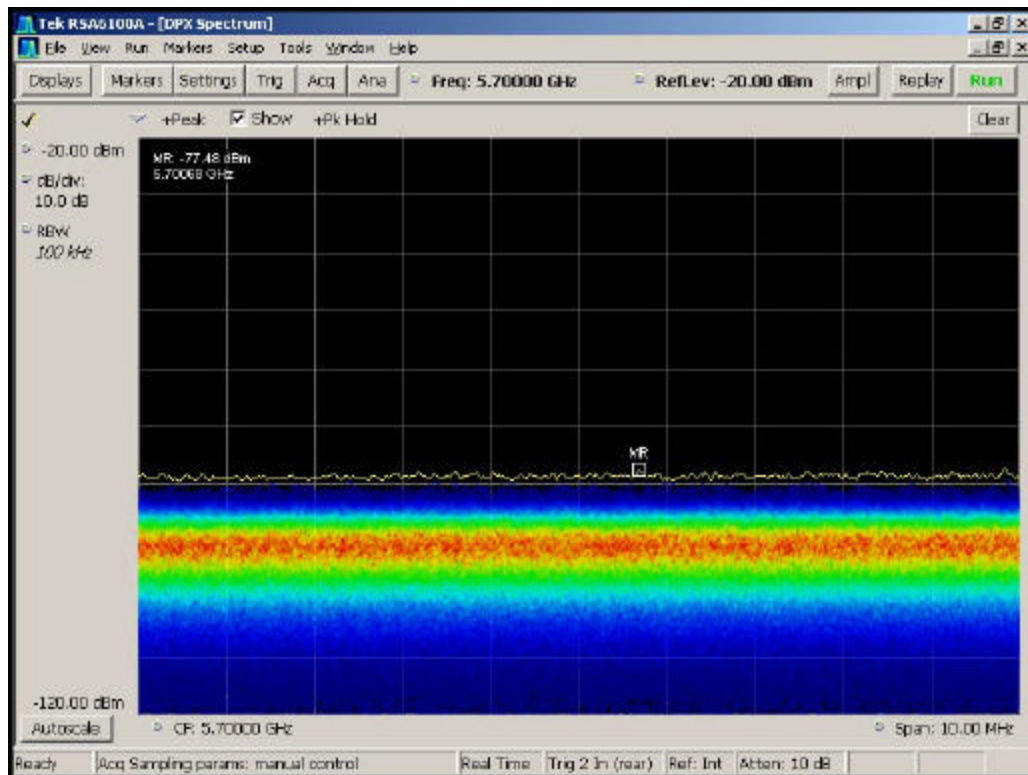 Tek RSA6100A - [DPX Spectrum]
File View Run Markers Setup Tools Window Help
Displays Markers Settings Trig Acq Ana Freq: 5.70000 GHz RefLev: -20.00 dBm Ampl Replay Run
+Peak Show +Pk Hold Clear
-20.00 dBm
dB/div:
10.0 dB
RBW
100 kHz
MR: -77.48 dBm
5.70068 GHz
MR
-120.00 dBm
Autoscale CF: 5.70000 GHz Span: 10.00 MHz
Ready Acq Sampling params: manual control Real Time Trig 2 In (rear) Ref: Int Atten: 10 dB